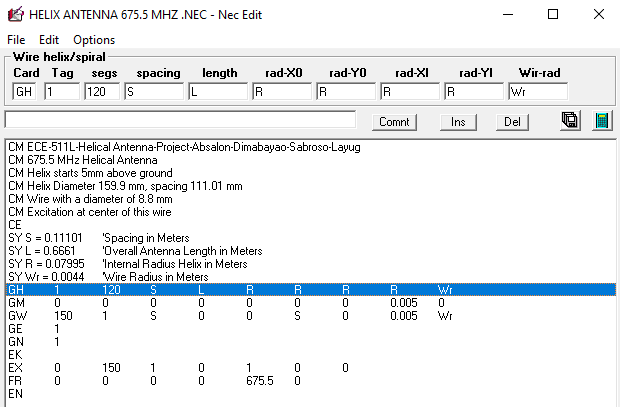 HELIX ANTENNA 675.5 MHZ .NEC - Nec Edit
File Edit Options
Wire helix/spiral
Card Tag segs spacing length rad-X0 rad-Y0 rad-Xl rad-Yl Wir-rad
GH 1 120 S L R R R R Wr
Comnt Ins Del
CM ECE-511L-Helical Antenna-Project-Absalon-Dimabayao-Sabroso-Layug
CM 675.5 MHz Helical Antenna
CM Helix starts 5mm above ground
CM Helix Diameter 159.9 mm, spacing 111.01 mm
CM Wire with a diameter of 8.8 mm
CM Excitation at center of this wire
CE
SY S = 0.11101 'Spacing in Meters
SY L = 0.6661 'Overall Antenna Length in Meters
SY R = 0.07995 'Internal Radius Helix in Meters
SY Wr = 0.0044 'Wire Radius in Meters
GH 1 120 S L R R R R Wr
GM 0 0 0 0 0 0 0 0.005 0
GW 150 1 S 0 0 S 0 0.005 Wr
GE 1
GN 1
EK
EX 0 150 1 0 1 0 0
FR 0 0 0 0 675.5 0
EN